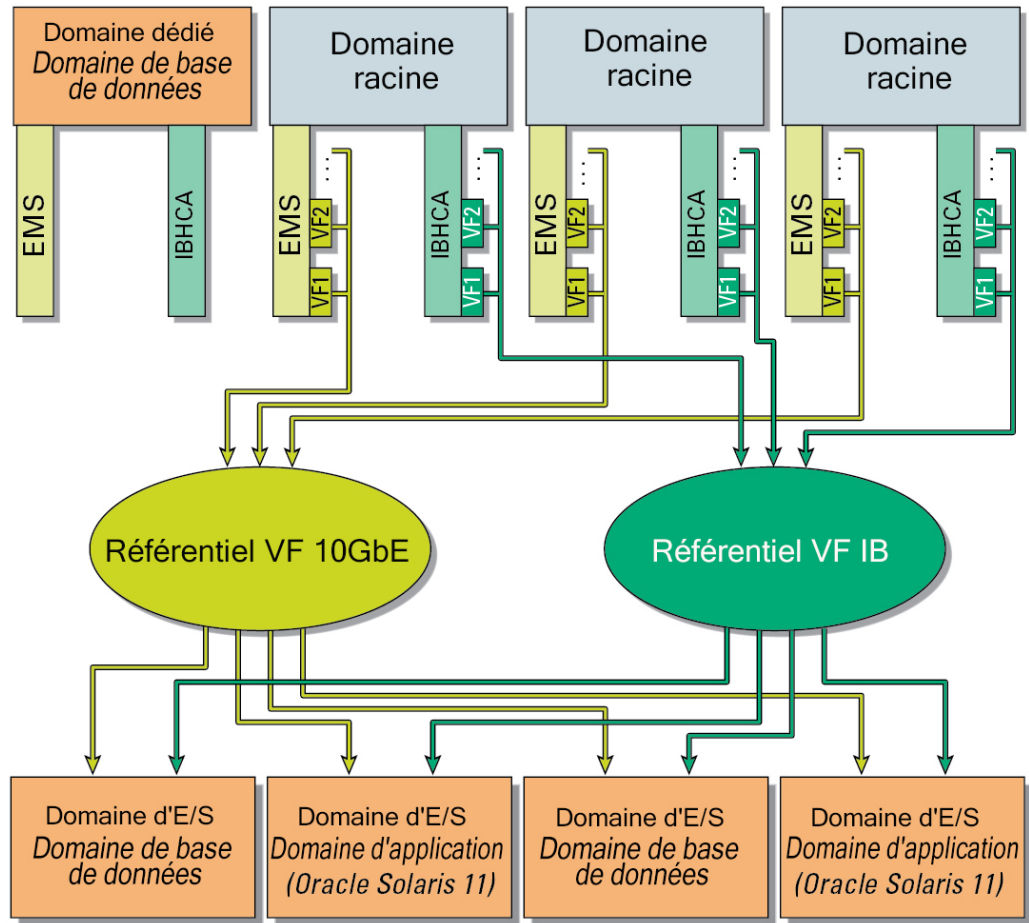 Domaine dédié
Domaine de base
de données
Domaine
racine
Domaine
racine
Domaine
racine
EMS
IBHCA
EMS
VF2
VF1
IBHCA
VF2
VF1
EMS
VF2
VF1
IBHCA
VF2
VF1
EMS
VF2
VF1
IBHCA
VF2
VF1
Référentiel VF 10GbE
Référentiel VF IB
Domaine d'E/S
Domaine de base
de données
Domaine d'E/S
Domaine d'application
(Oracle Solaris 11)
Domaine d'E/S
Domaine de base
de données
Domaine d'E/S
Domaine d'application
(Oracle Solaris 11)